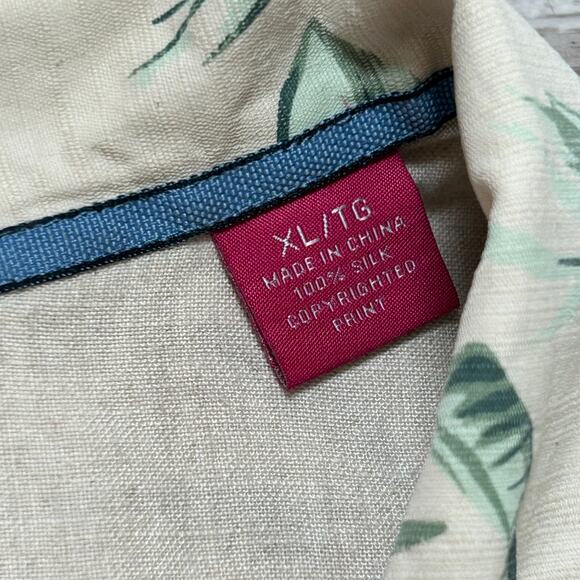 XL/TG
MADE IN CHINA
100% SILK
COPYRIGHTED
PRINT